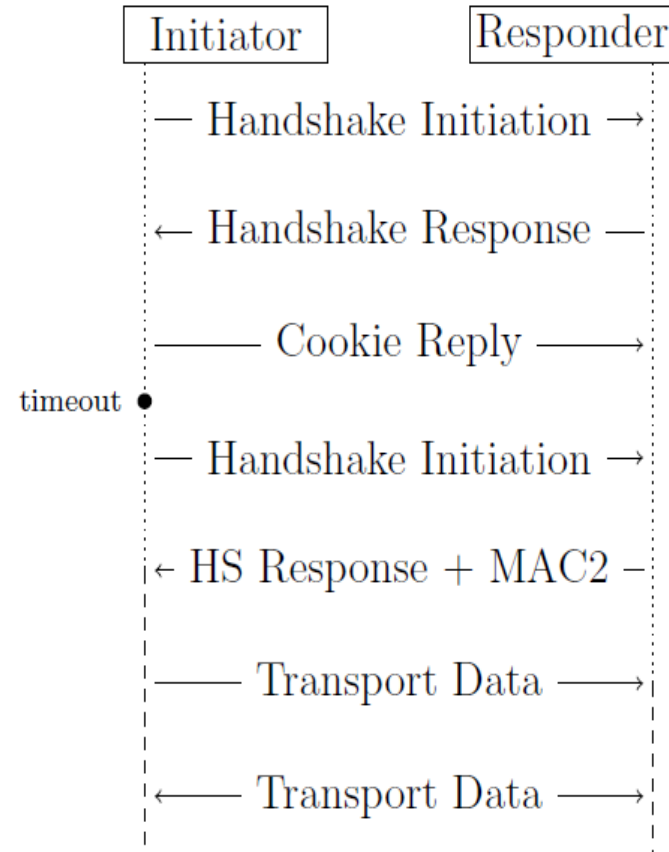 Initiator
Responder
Handshake Initiation
Handshake Response
Cookie Reply
timeout
Handshake Initiation
HS Response + MAC2
Transport Data
Transport Data